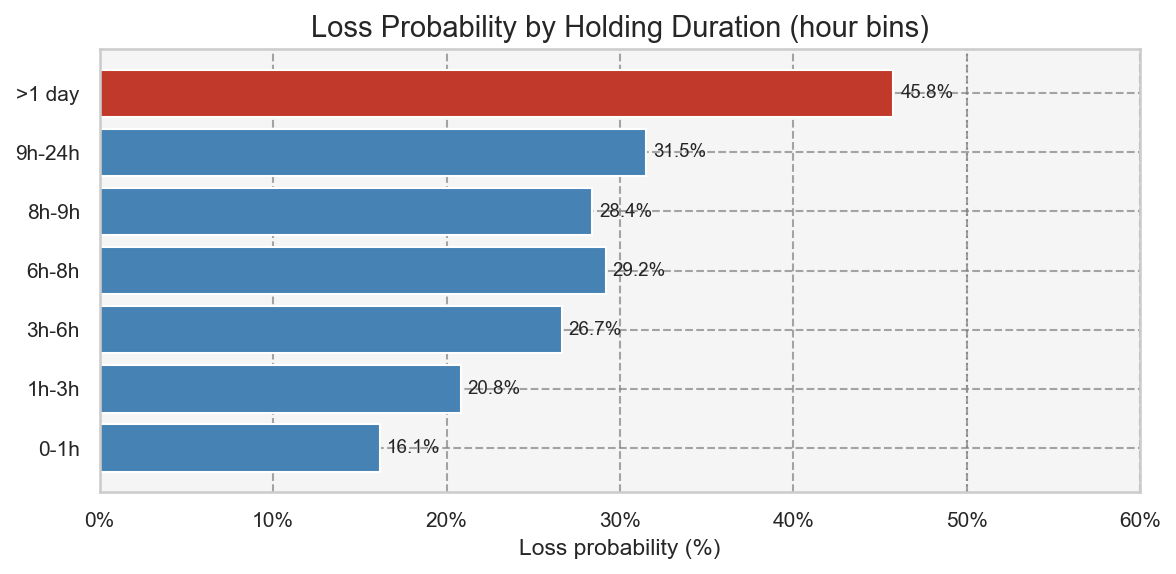 Loss Probability by Holding Duration (hour bins)
>1 day
45.8%
9h-24h
31.5%
8h-9h
28.4%
6h-8h
29.2%
3h-6h
26.7%
1h-3h
20.8%
0-1h
16.1%
0% 10% 20% 30% 40% 50% 60%
Loss probability (%)